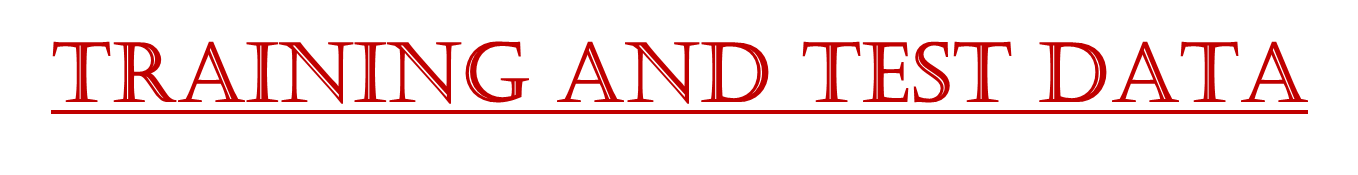 TRAINING AND TEST DATA